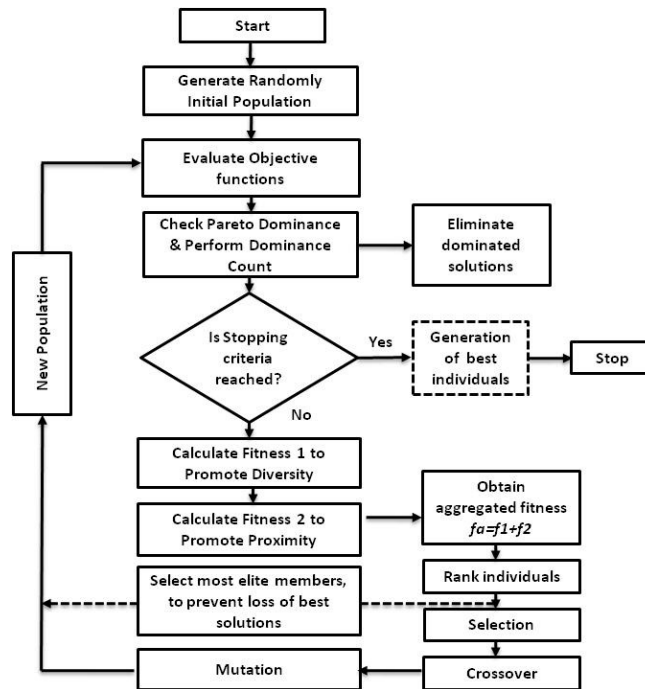 Start
Generate Randomly
Initial Population
Evaluate Objective
functions
Check Pareto Dominance
& Perform Dominance
Count
Eliminate
dominated
solutions
New Population
Is Stopping
criteria
reached?
Yes
Generation
of best
individuals
Stop
No
Calculate Fitness 1 to
Promote Diversity
Calculate Fitness 2 to
Promote Proximity
Obtain
aggregated fitness
fa=f1+f2
Rank individuals
Select most elite members,
to prevent loss of best
solutions
Selection
Crossover
Mutation